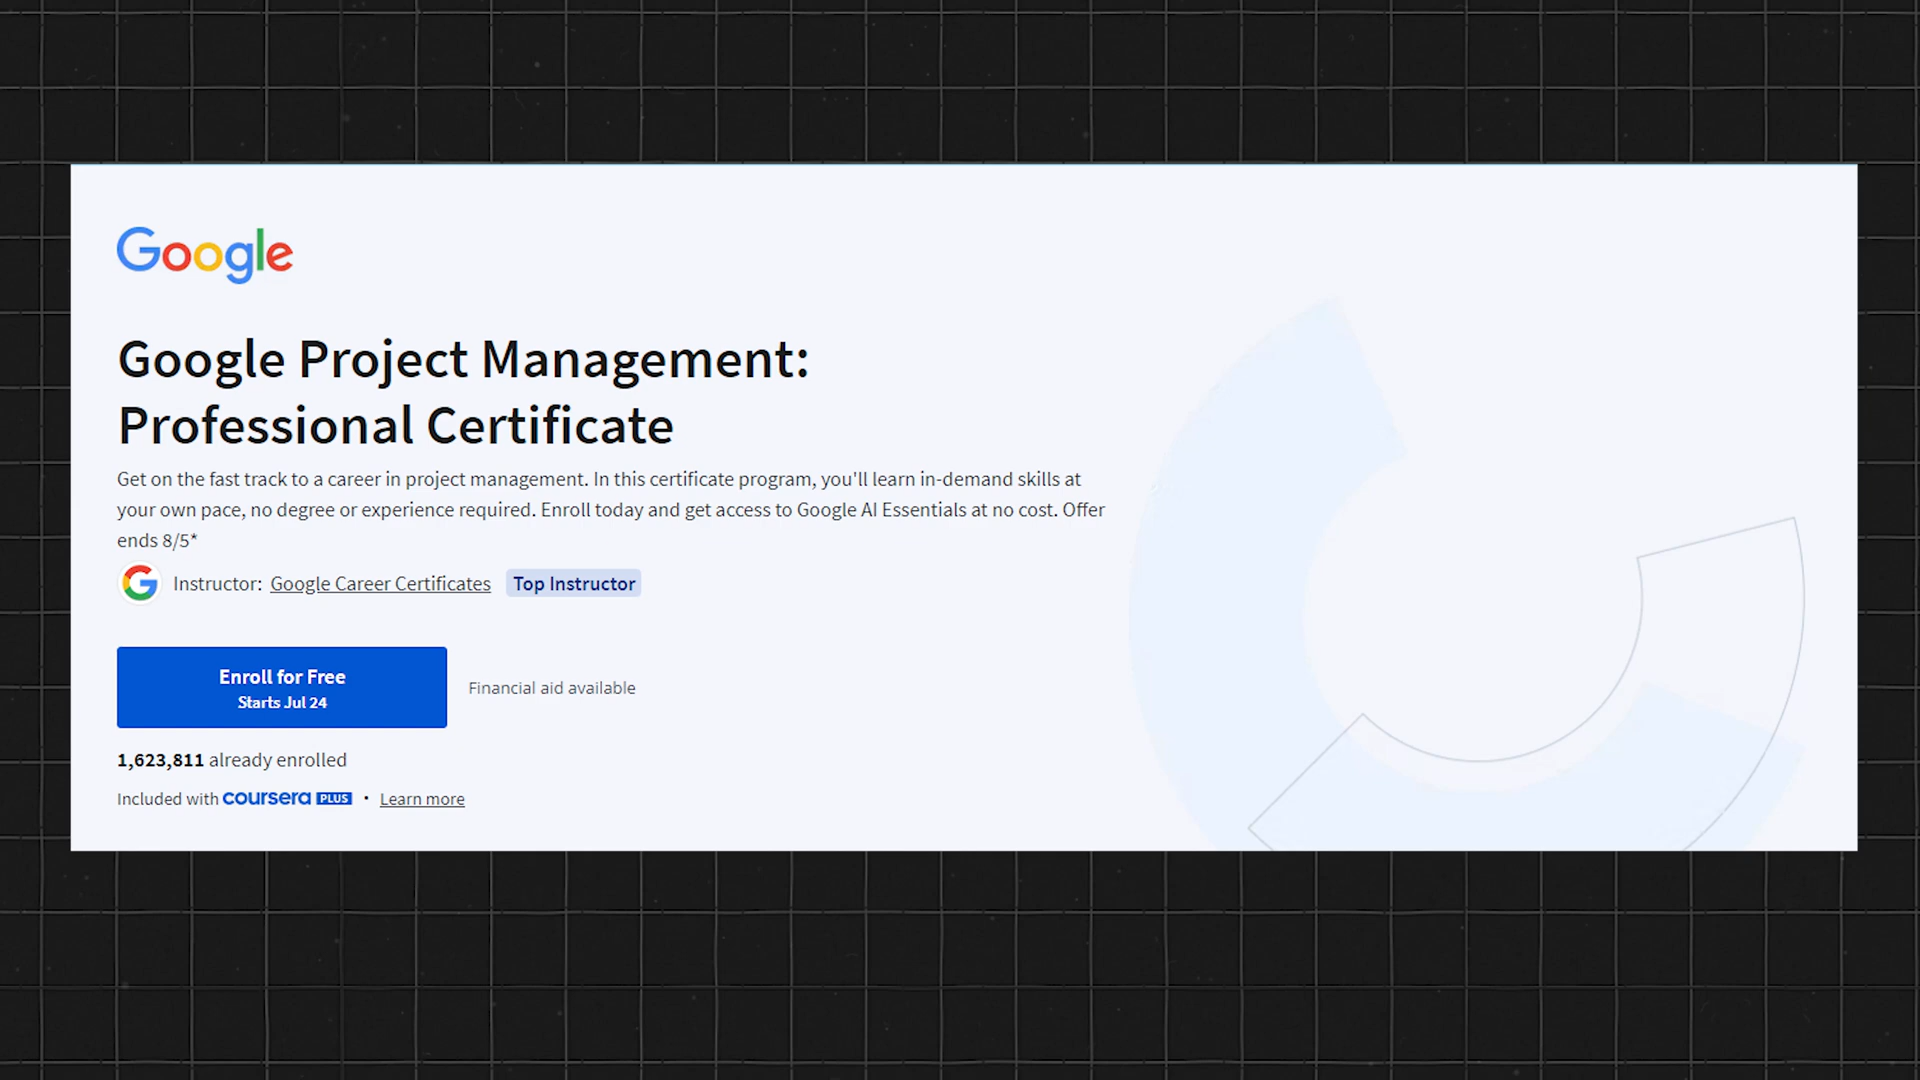 Google
Google Project Management:
Professional Certificate
Get on the fast track to a career in project management. In this certificate program, you'll learn in-demand skills at
your own pace, no degree or experience required. Enroll today and get access to Google AI Essentials at no cost. Offer
ends 8/5*
G Instructor: Google Career Certificates Top Instructor
Enroll for Free
Starts Jul 24
Financial aid available
1,623,811 already enrolled
Included with coursera PLUS • Learn more